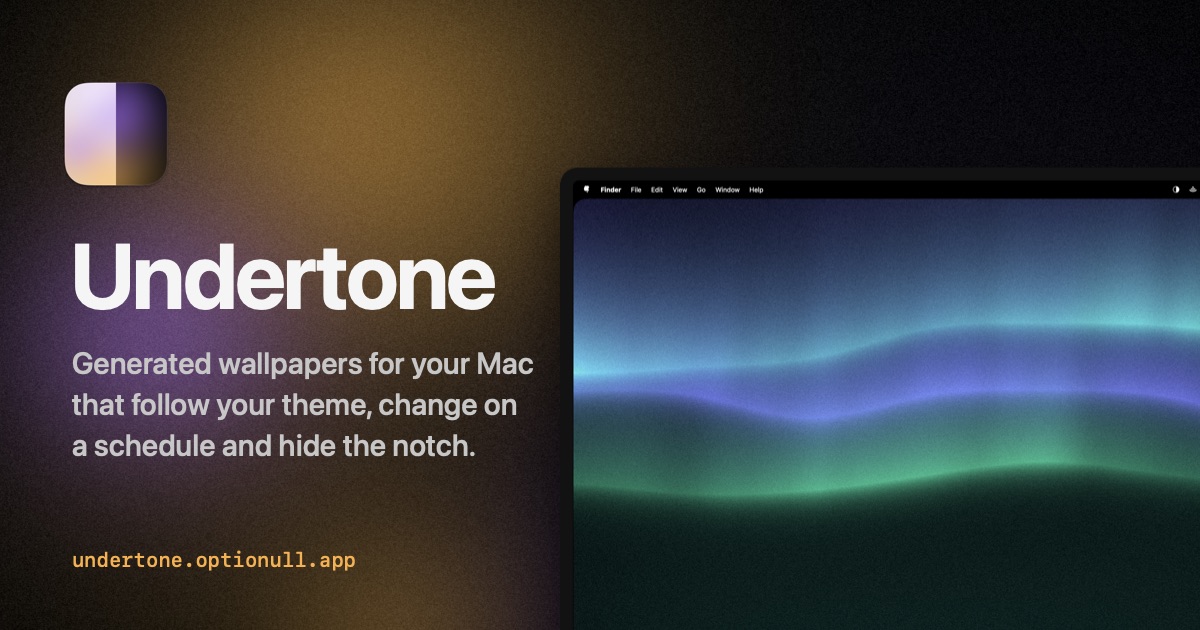 Undertone
Generated wallpapers for your Mac
that follow your theme, change on
a schedule and hide the notch.
undertone.optionull.app
Finder File Edit View Go Window Help